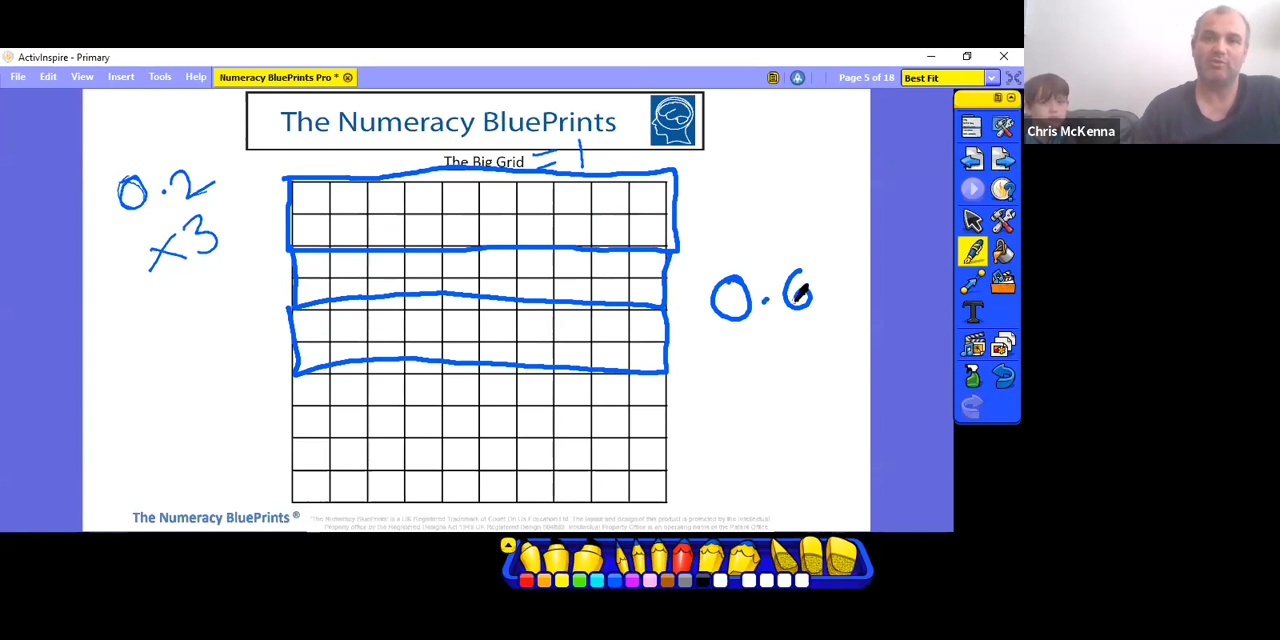 ActivInspire - Primary
File Edit View Insert Tools Help Numeracy BluePrints Pro * Page 5 of 18 Best Fit
The Numeracy BluePrints
The Big Grid = 1
0.2
x3
0.6
The Numeracy BluePrints ®
Chris McKenna
T